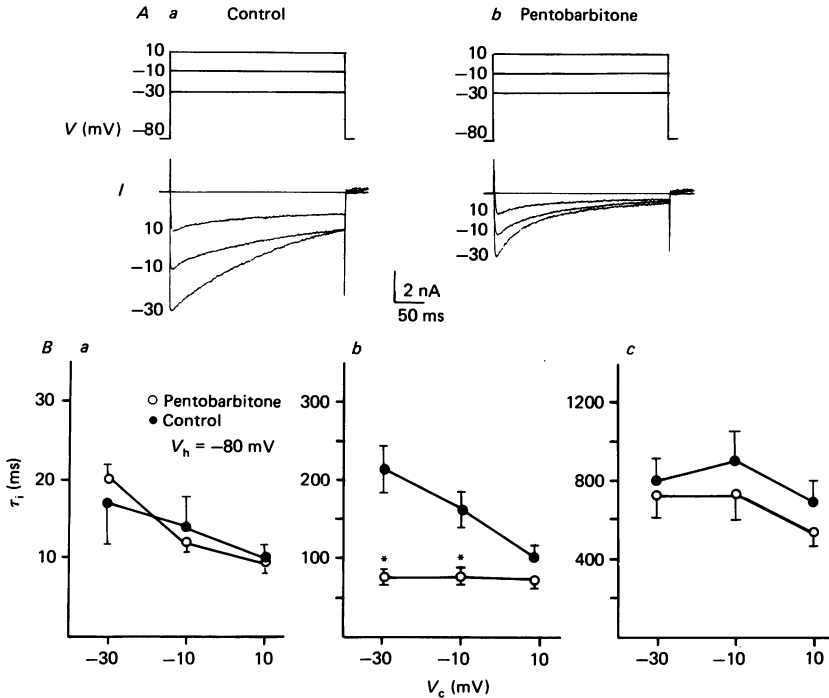 A a Control b Pentobarbitone
10
−10
−30
V (mV) −80
10
−10
−30
−80
I
10
−10
−30
10
−10
−30
2 nA
50 ms
B a
b
c
30
20
10
τi (ms)
○ Pentobarbitone
● Control
Vh = −80 mV
−30 −10 10
300
200
100
* *
−30 −10 10
Vc (mV)
1200
800
400
−30 −10 10